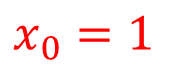 x₀ = 1